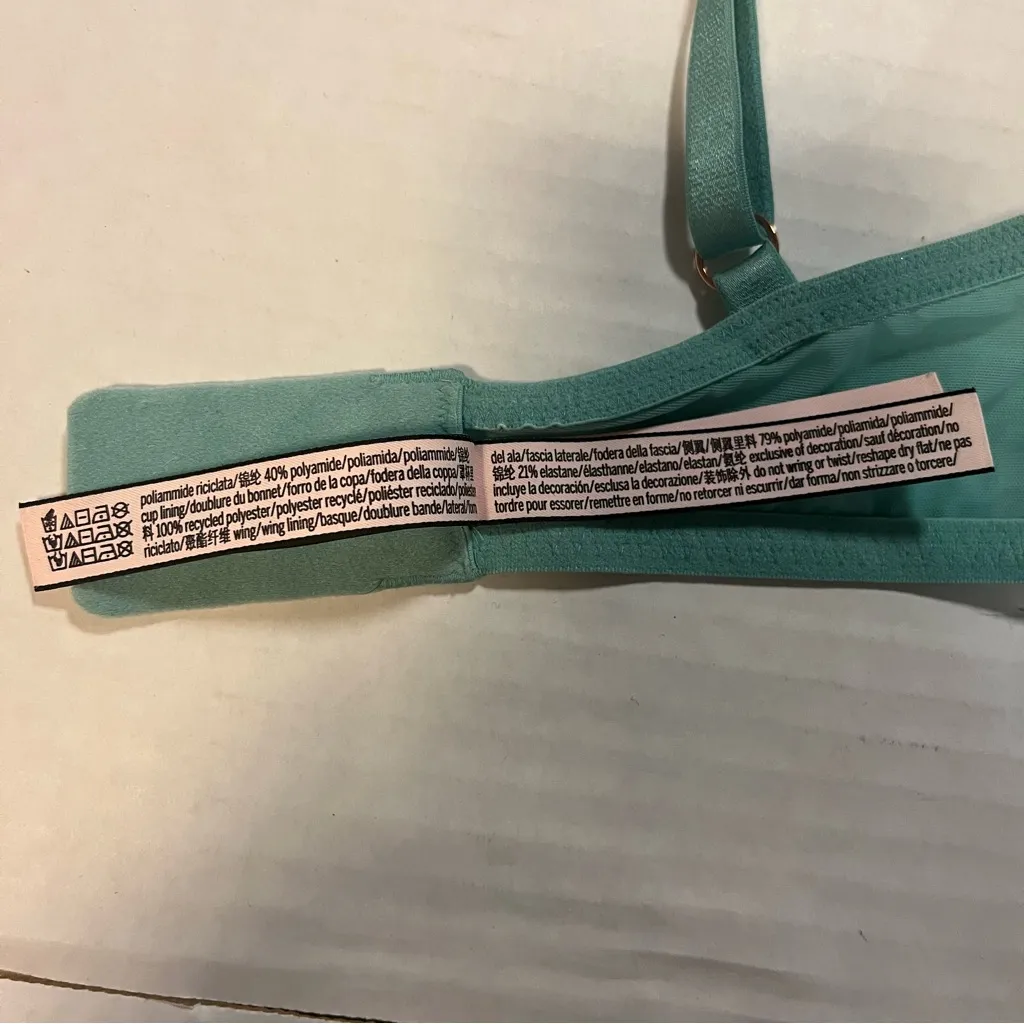 poliammide riciclata/锦纶 40% polyamide/poliamida/poliammide/锦纶
cup lining/doublure du bonnet/forro de la copa/fodera della coppa/罩杯里
料 100% recycled polyester/polyester recyclé/poliéster reciclado/
riciclato/聚酯纤维 wing/wing lining/basque/doublure bande/lateral/
del ala/fascia laterale/fodera della fascia/侧翼/侧翼里料 79% polyamide/poliamida/poliammide/
锦纶 21% elastane/élasthanne/elastano/elastan/氨纶 exclusive of decoration/sauf décoration/no
incluye la decoración/esclusa la decorazione/装饰除外 do not wring or twist/reshape dry flat/ne pas
tordre pour essorer/remettre en forme/no retorcer ni escurrir/dar forma/non strizzare o torcere/